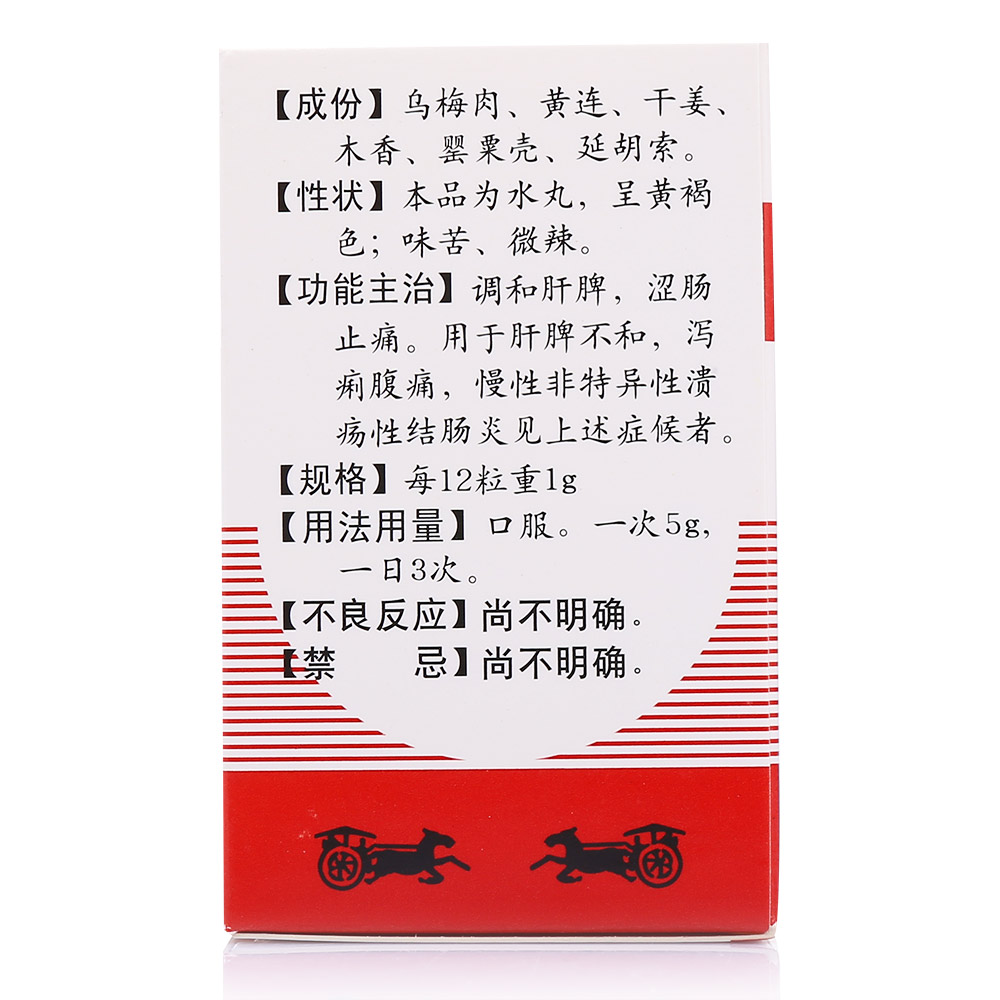 【成份】乌梅肉、黄连、干姜、
木香、罂粟壳、延胡索。
【性状】本品为水丸，呈黄褐
色；味苦、微辣。
【功能主治】调和肝脾，涩肠
止痛。用于肝脾不和，泻
痢腹痛，慢性非特异性溃
疡性结肠炎见上述症候者。
【规格】每12粒重1g
【用法用量】口服。一次5g，
一日3次。
【不良反应】尚不明确。
【禁 忌】尚不明确。